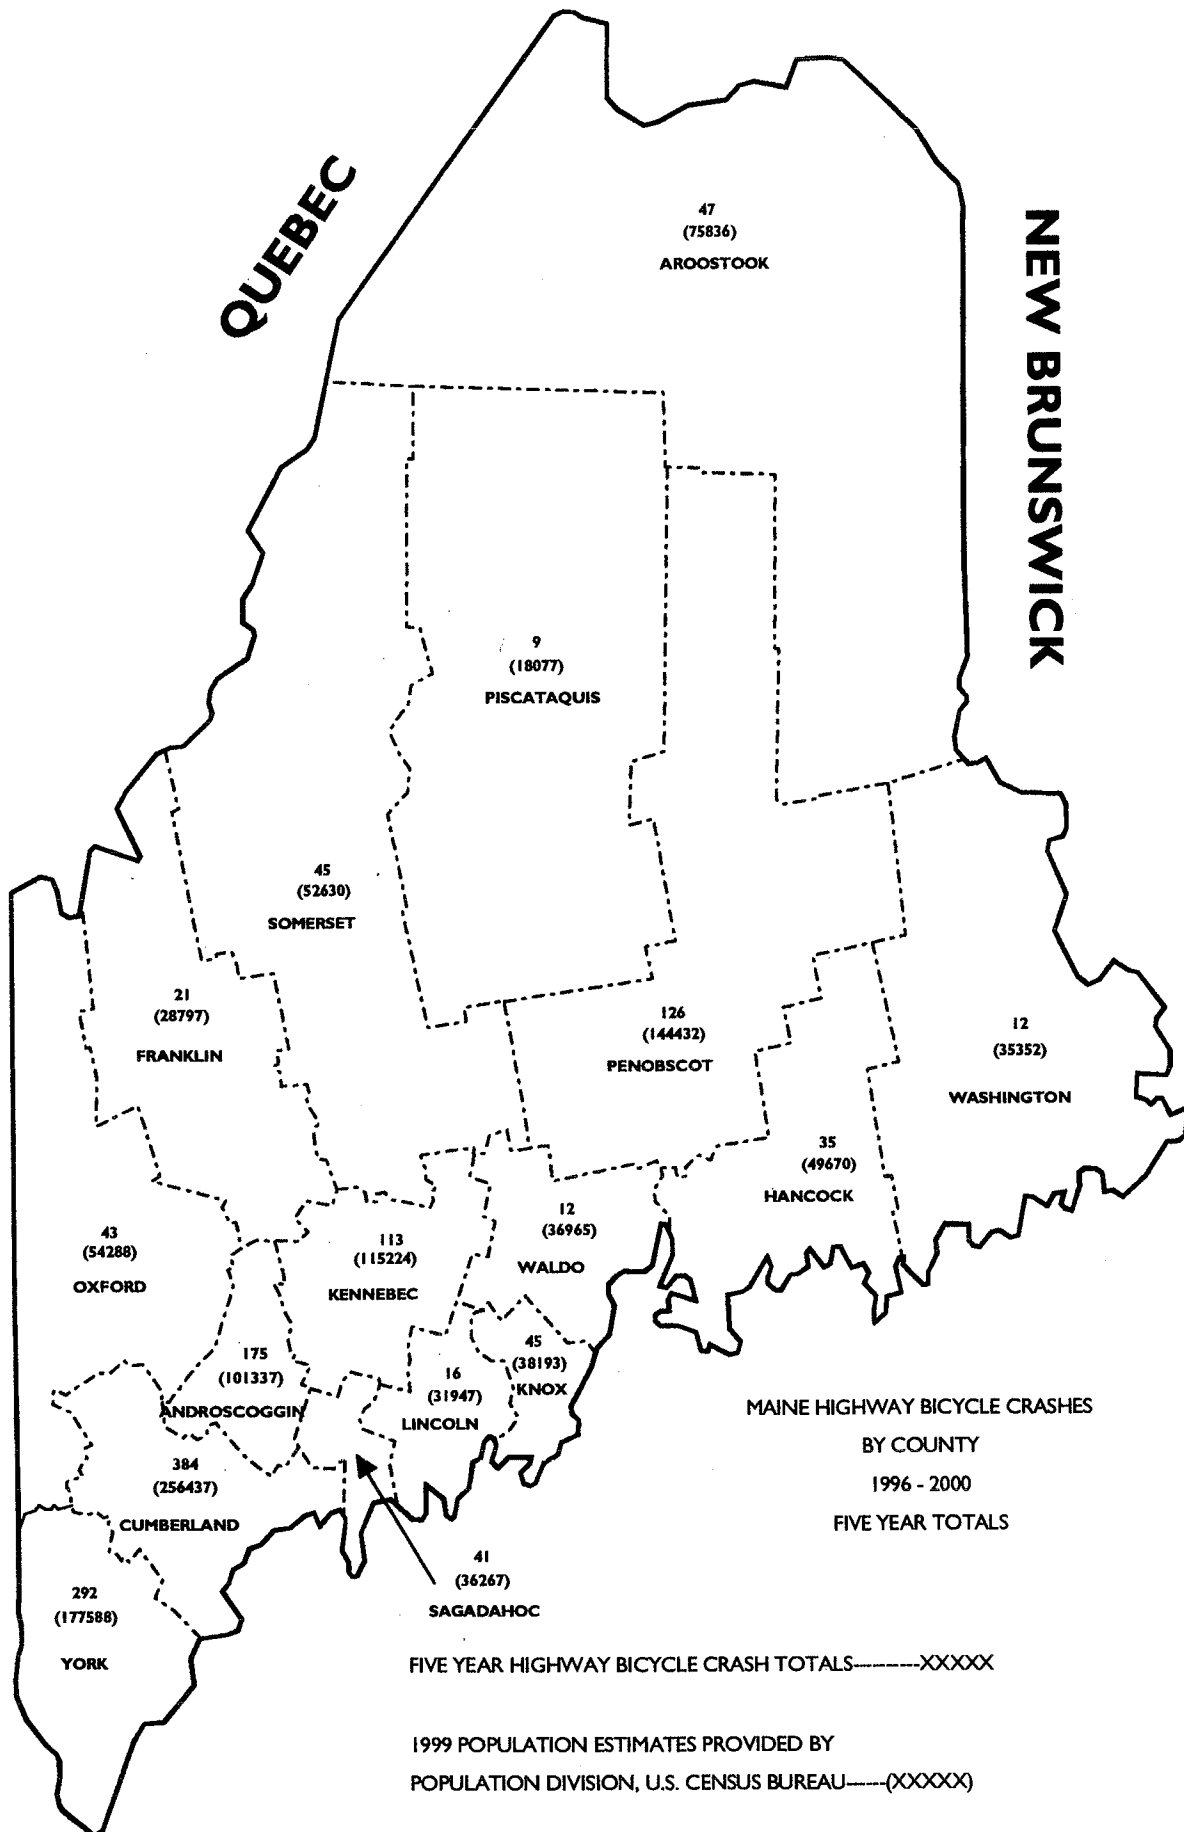 QUEBEC
NEW BRUNSWICK
47
(75836)
AROOSTOOK
9
(18077)
PISCATAQUIS
45
(52630)
SOMERSET
21
(28797)
FRANKLIN
126
(144432)
PENOBSCOT
12
(35352)
WASHINGTON
35
(49670)
HANCOCK
43
(54288)
OXFORD
113
(115224)
KENNEBEC
12
(36965)
WALDO
45
(38193)
KNOX
175
(101337)
ANDROSCOGGIN
16
(31947)
LINCOLN
384
(256437)
CUMBERLAND
41
(36267)
SAGADAHOC
292
(177588)
YORK
MAINE HIGHWAY BICYCLE CRASHES
BY COUNTY
1996 - 2000
FIVE YEAR TOTALS
FIVE YEAR HIGHWAY BICYCLE CRASH TOTALS---------XXXXX
1999 POPULATION ESTIMATES PROVIDED BY
POPULATION DIVISION, U.S. CENSUS BUREAU-----(XXXXX)